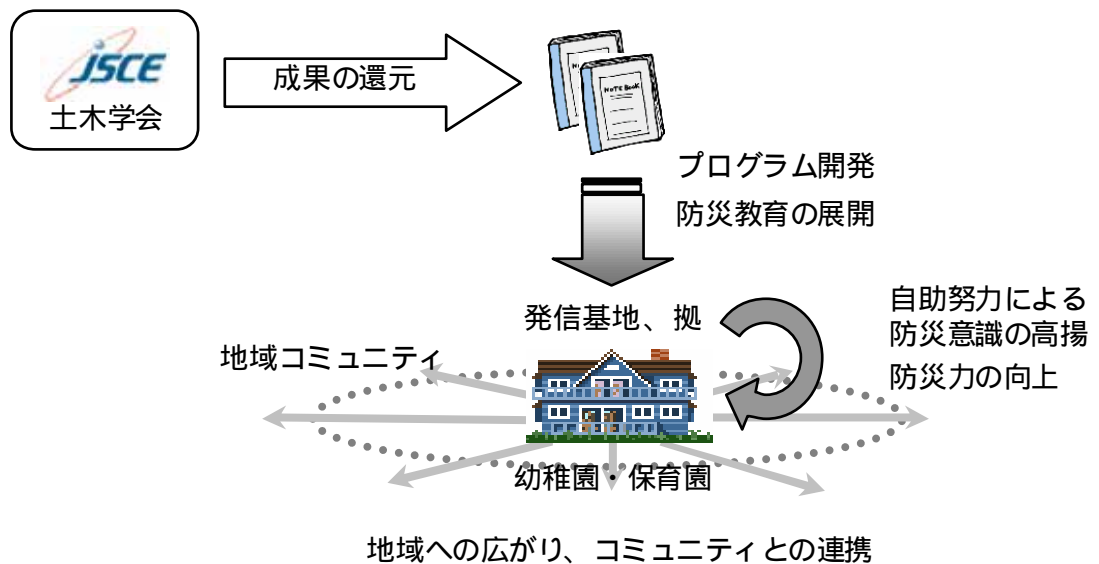 JSCE
土木学会
成果の還元
NOTE BOOK
プログラム開発
防災教育の展開
発信基地、拠
自助努力による
防災意識の高揚
防災力の向上
地域コミュニティ
幼稚園・保育園
地域への広がり、コミュニティとの連携